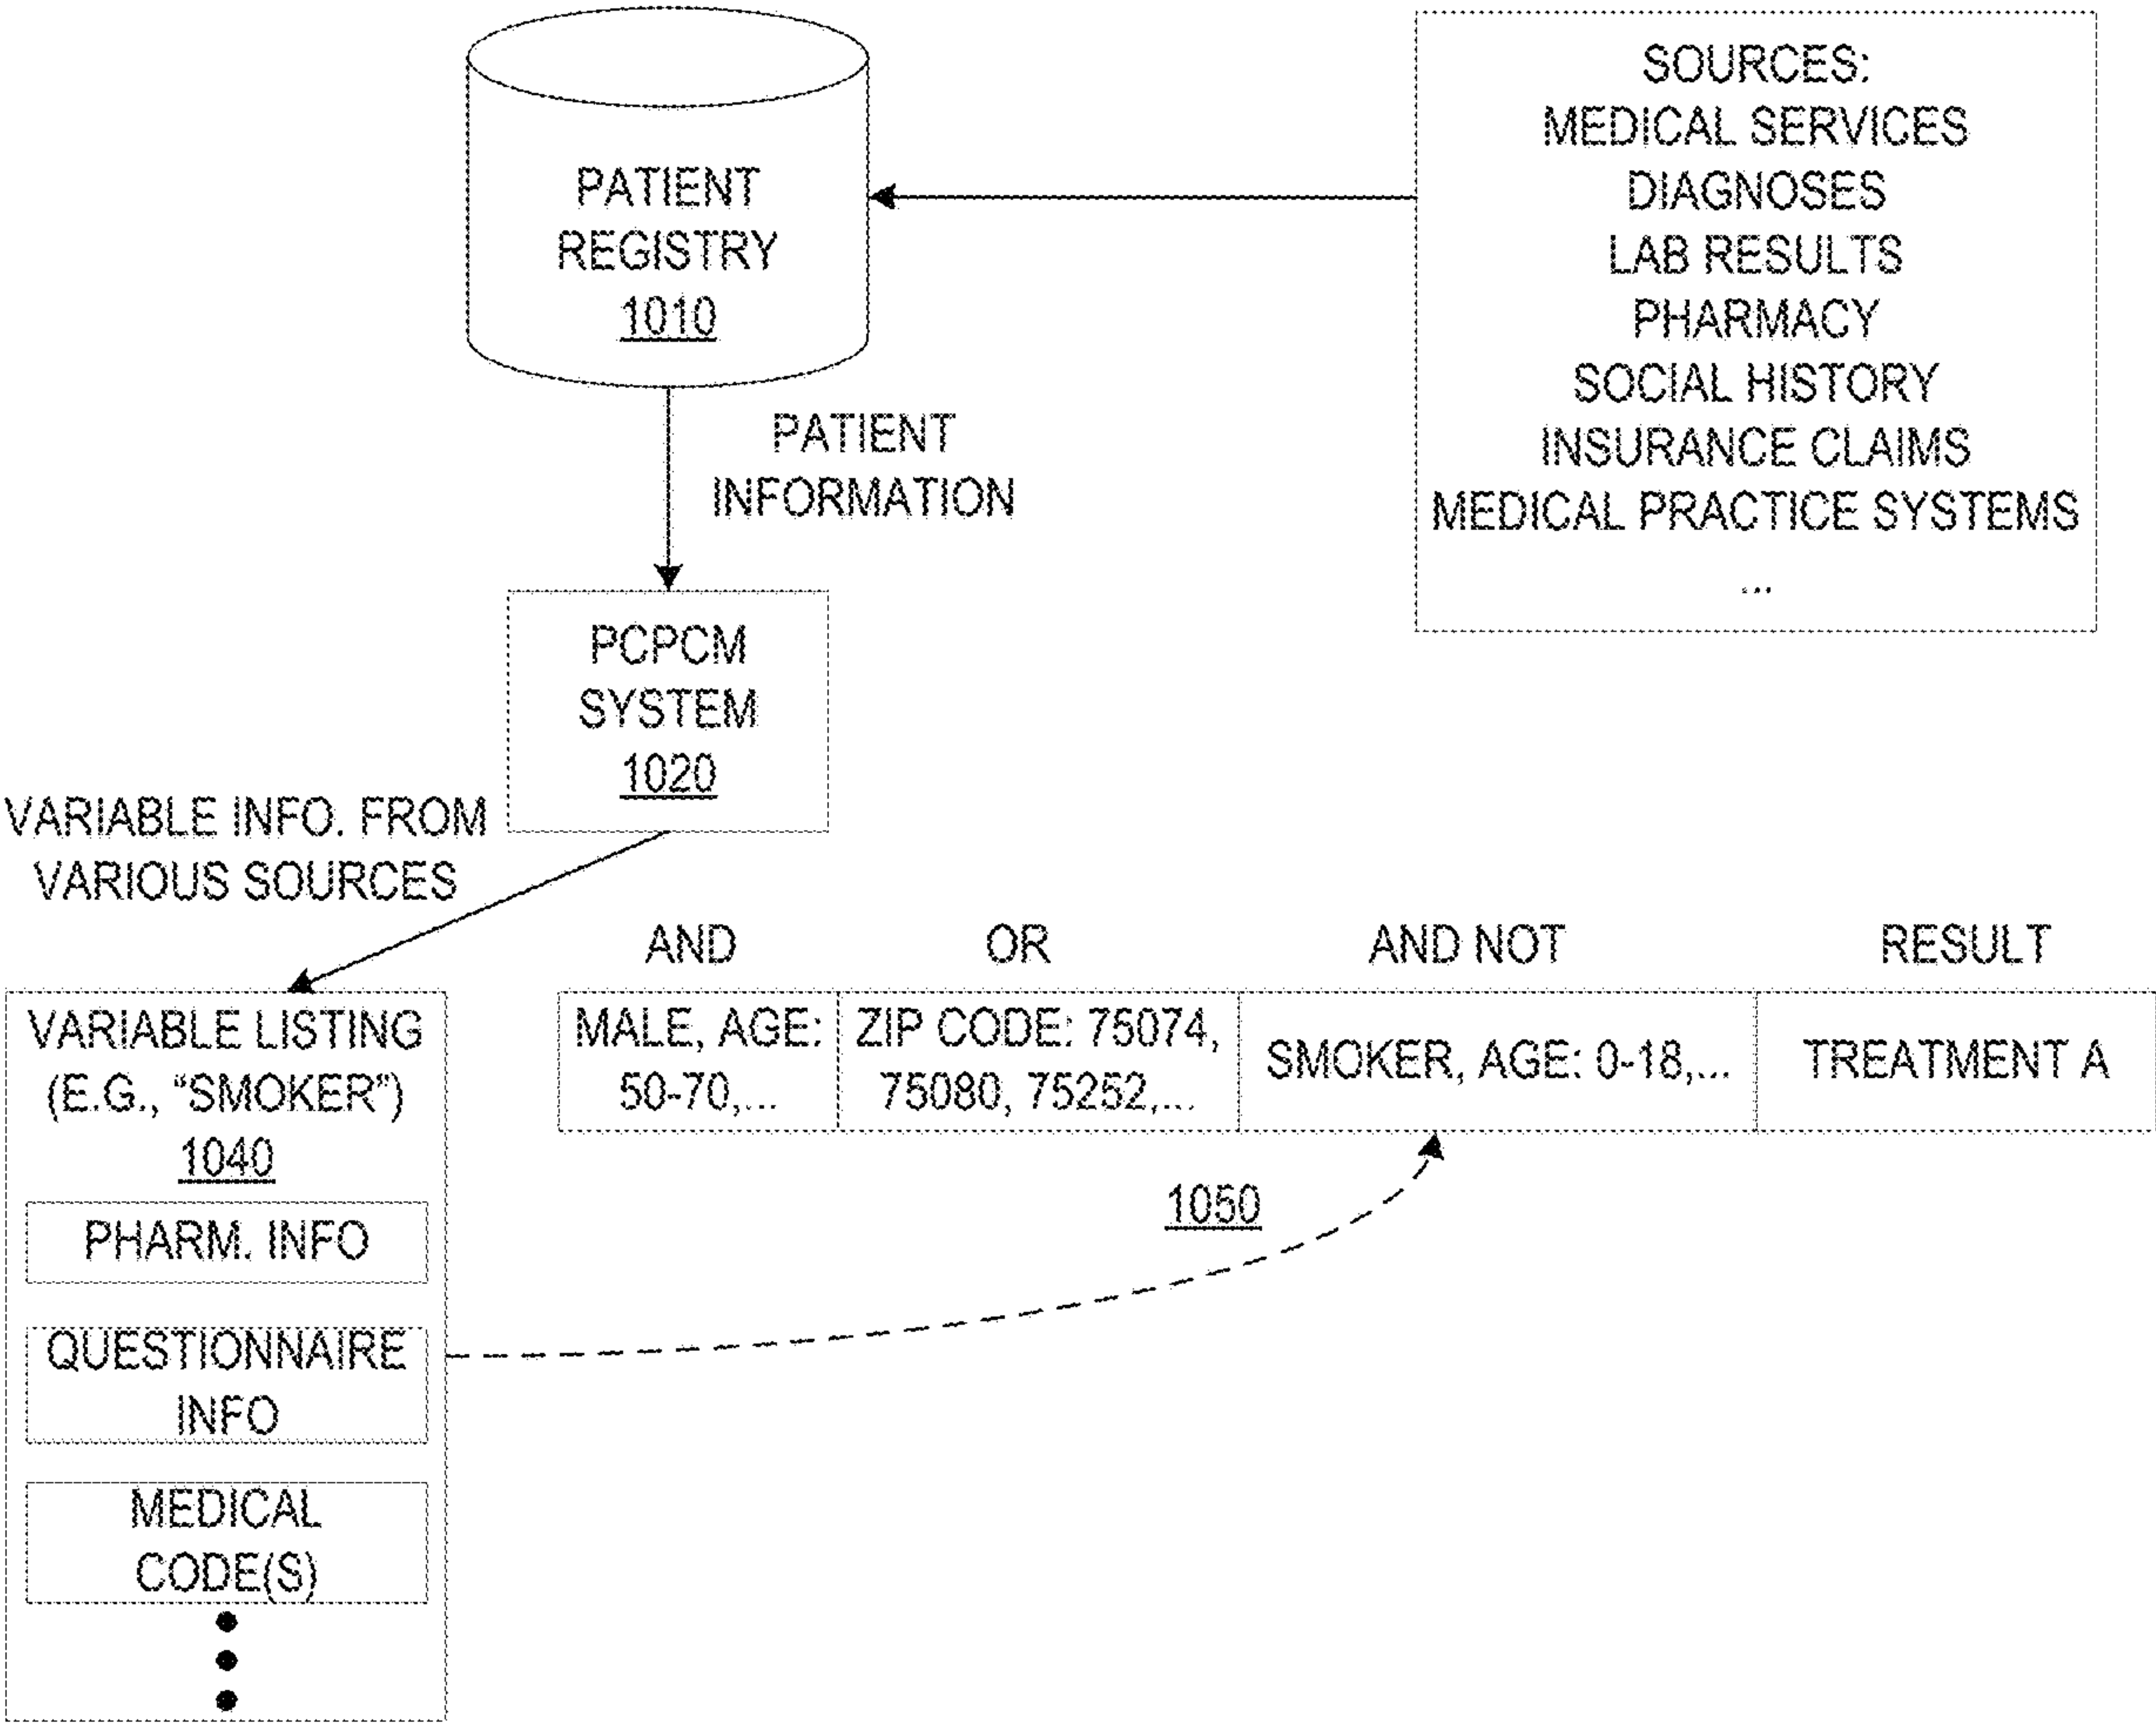 PATIENT
REGISTRY
1010
SOURCES:
MEDICAL SERVICES
DIAGNOSES
LAB RESULTS
PHARMACY
SOCIAL HISTORY
INSURANCE CLAIMS
MEDICAL PRACTICE SYSTEMS
...
PATIENT
INFORMATION
PCPCM
SYSTEM
1020
VARIABLE INFO. FROM
VARIOUS SOURCES
VARIABLE LISTING
(E.G., “SMOKER”)
1040
PHARM. INFO
QUESTIONNAIRE
INFO
MEDICAL
CODE(S)
AND
OR
AND NOT
RESULT
MALE, AGE:
50-70,...
ZIP CODE: 75074,
75080, 75252,...
SMOKER, AGE: 0-18,...
TREATMENT A
1050